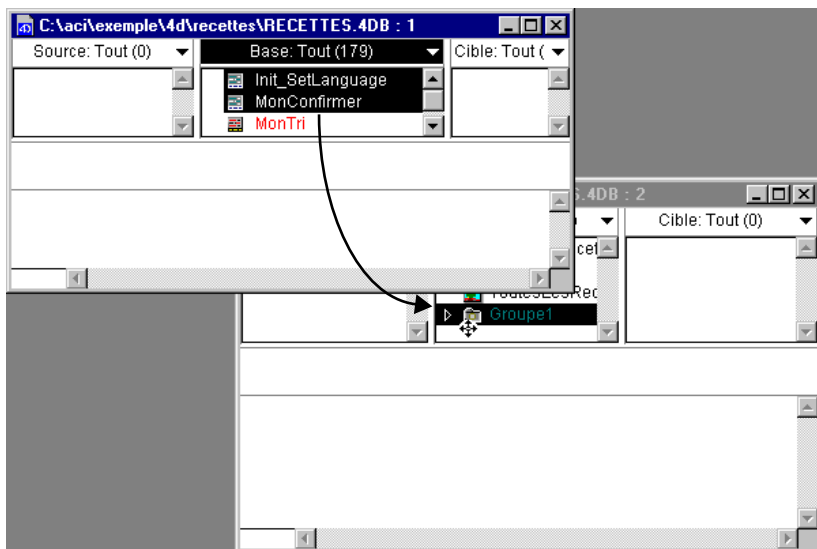 C:\aci\exemple\4d\recettes\RECETTES.4DB : 1
Source: Tout (0) Base: Tout (179) Cible: Tout (
Init_SetLanguage
MonConfirmer
MonTri
.4DB : 2
Cible: Tout (0)
Groupe1